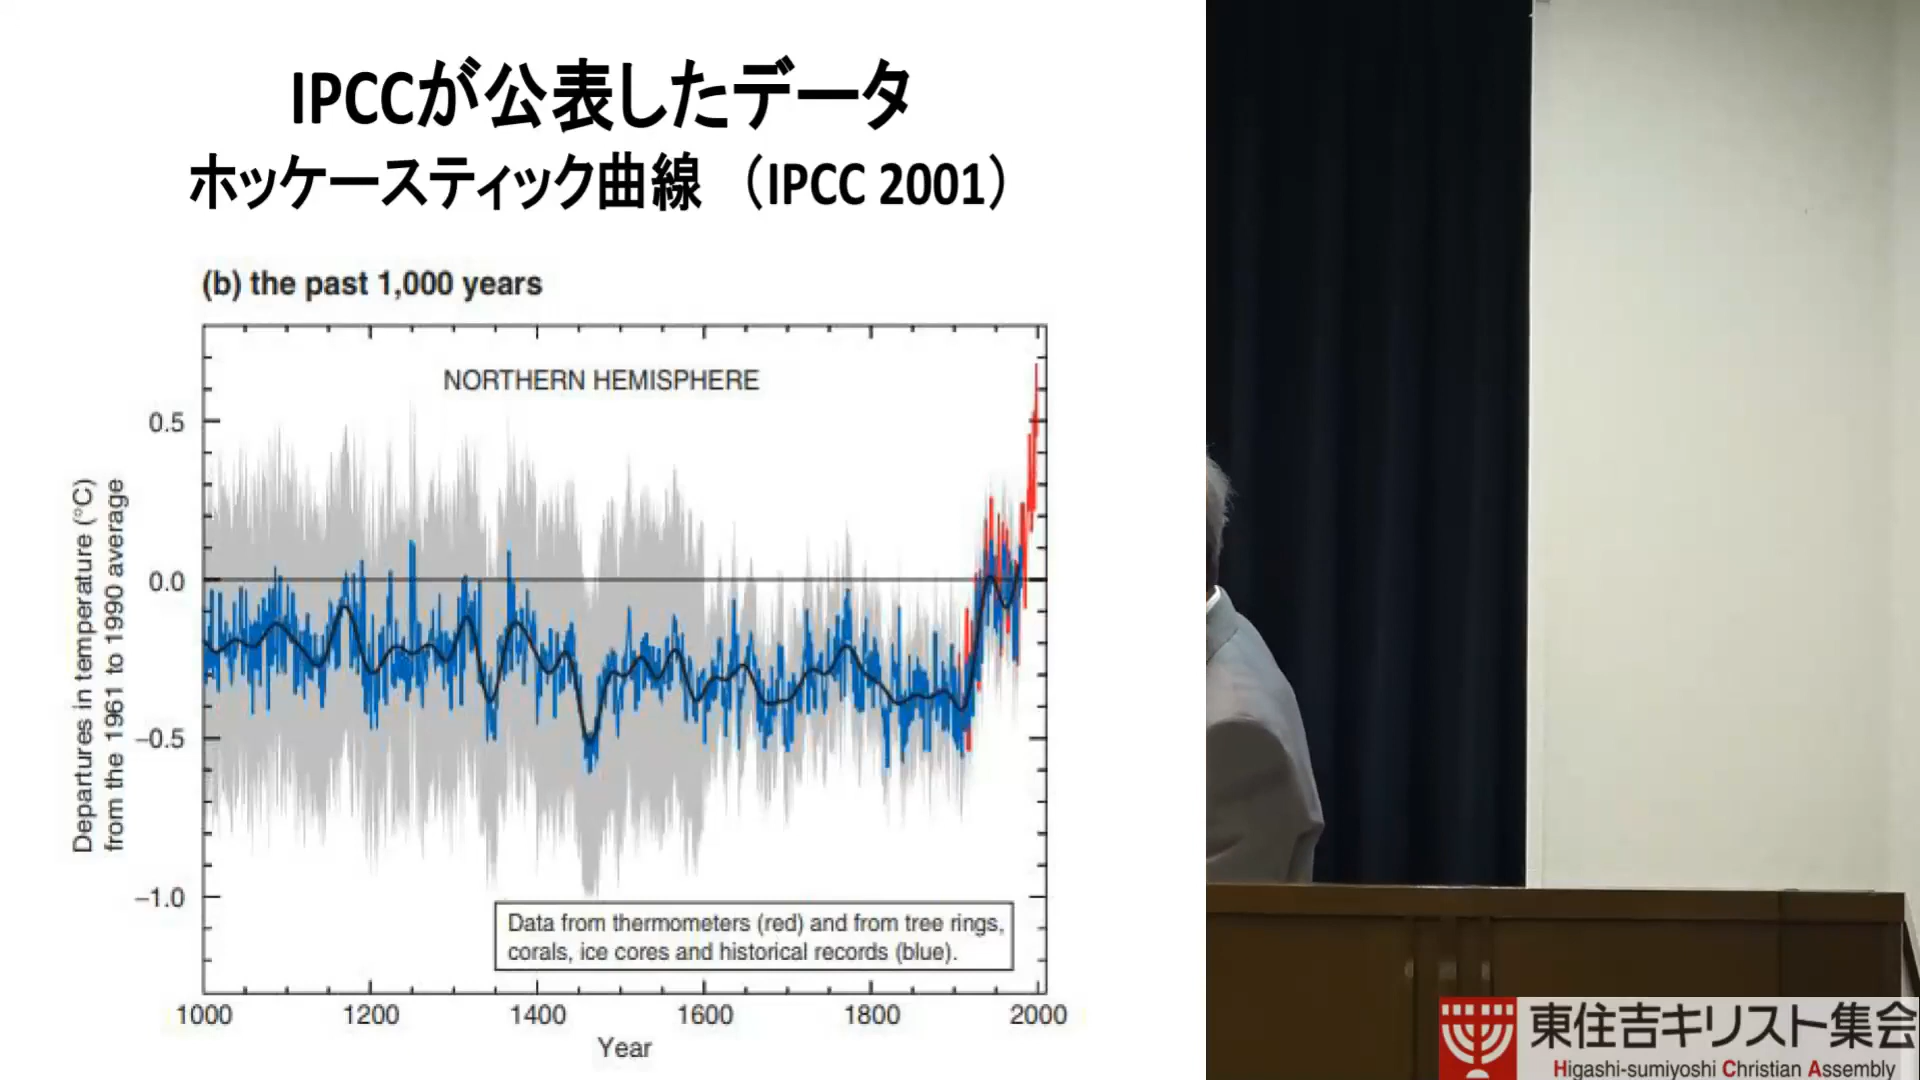 IPCCが公表したデータ
ホッケースティック曲線 （IPCC 2001）
(b) the past 1,000 years
NORTHERN HEMISPHERE
Departures in temperature (°C)
from the 1961 to 1990 average
0.5
0.0
−0.5
−1.0
Data from thermometers (red) and from tree rings,
corals, ice cores and historical records (blue).
1000 1200 1400 1600 1800 2000
Year
東住吉キリスト集会
Higashi-sumiyoshi Christian Assembly